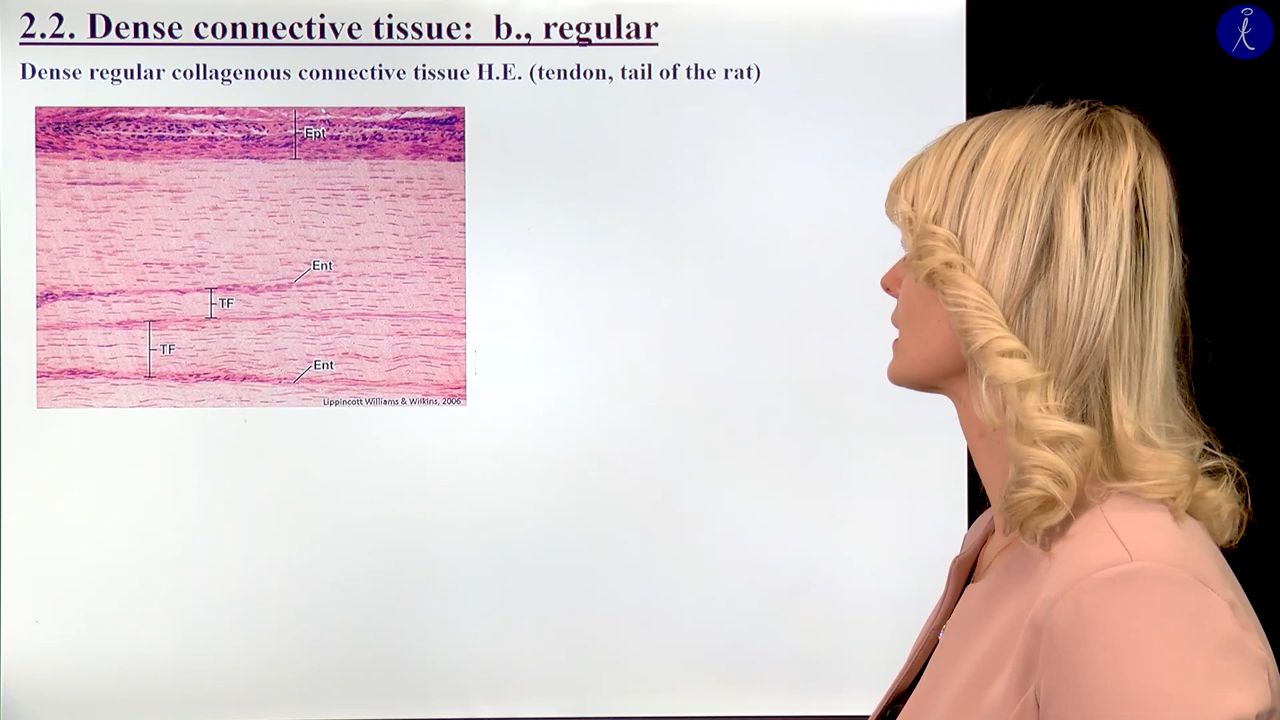 2.2. Dense connective tissue:  b., regular
Dense regular collagenous connective tissue H.E. (tendon, tail of the rat)
Ept
Ent
TF
TF
Ent
Lippincott Williams & Wilkins, 2006